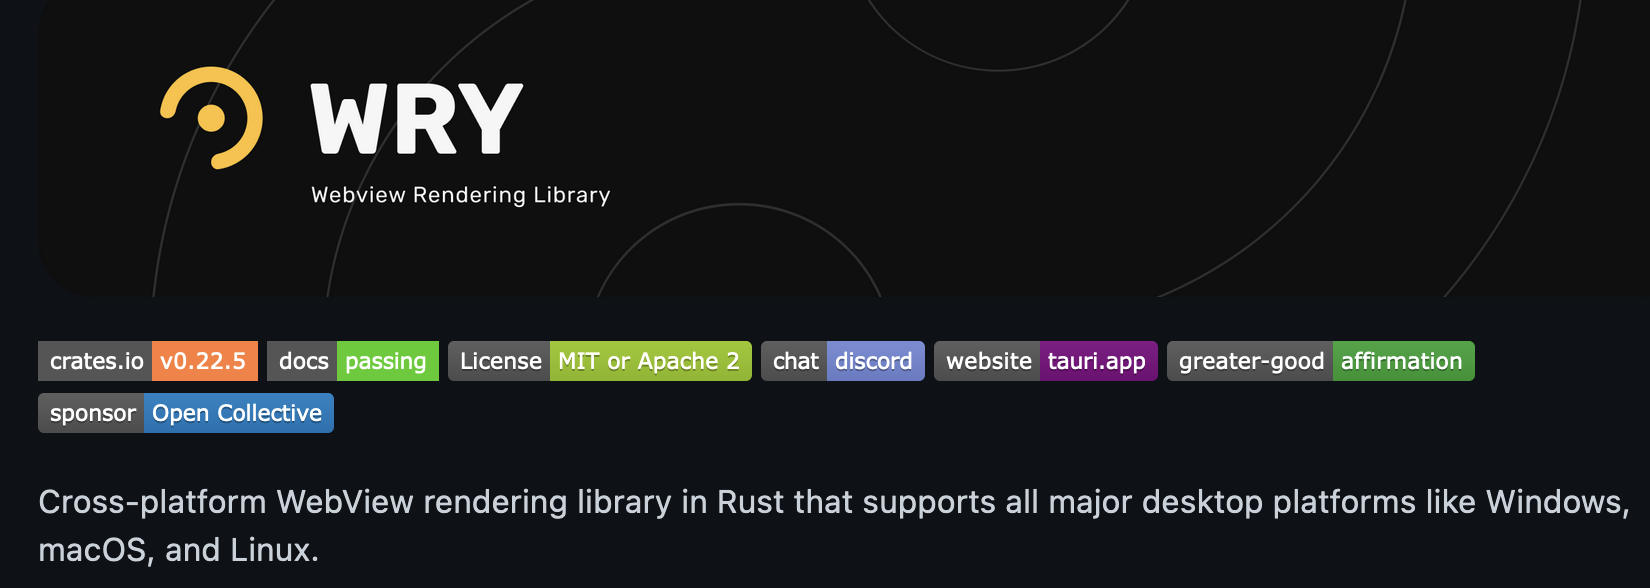 WRY
Webview Rendering Library
crates.io v0.22.5 docs passing License MIT or Apache 2 chat discord website tauri.app greater-good affirmation
sponsor Open Collective
Cross-platform WebView rendering library in Rust that supports all major desktop platforms like Windows,
macOS, and Linux.